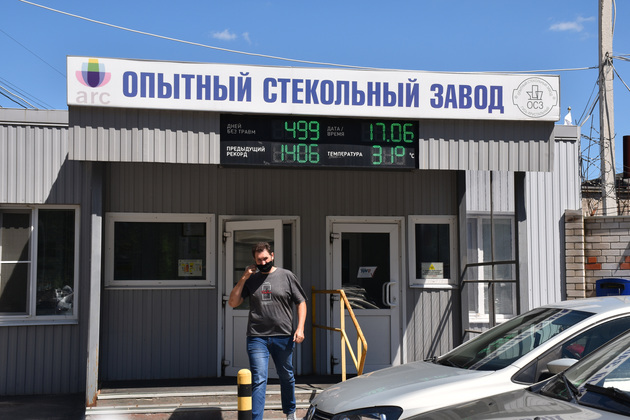 arc
ОПЫТНЫЙ СТЕКОЛЬНЫЙ ЗАВОД
ОСЗ
ДНЕЙ БЕЗ ТРАВМ 499 ДАТА/ВРЕМЯ 17.06
ПРЕДЫДУЩИЙ РЕКОРД 1406 ТЕМПЕРАТУРА 31° °C